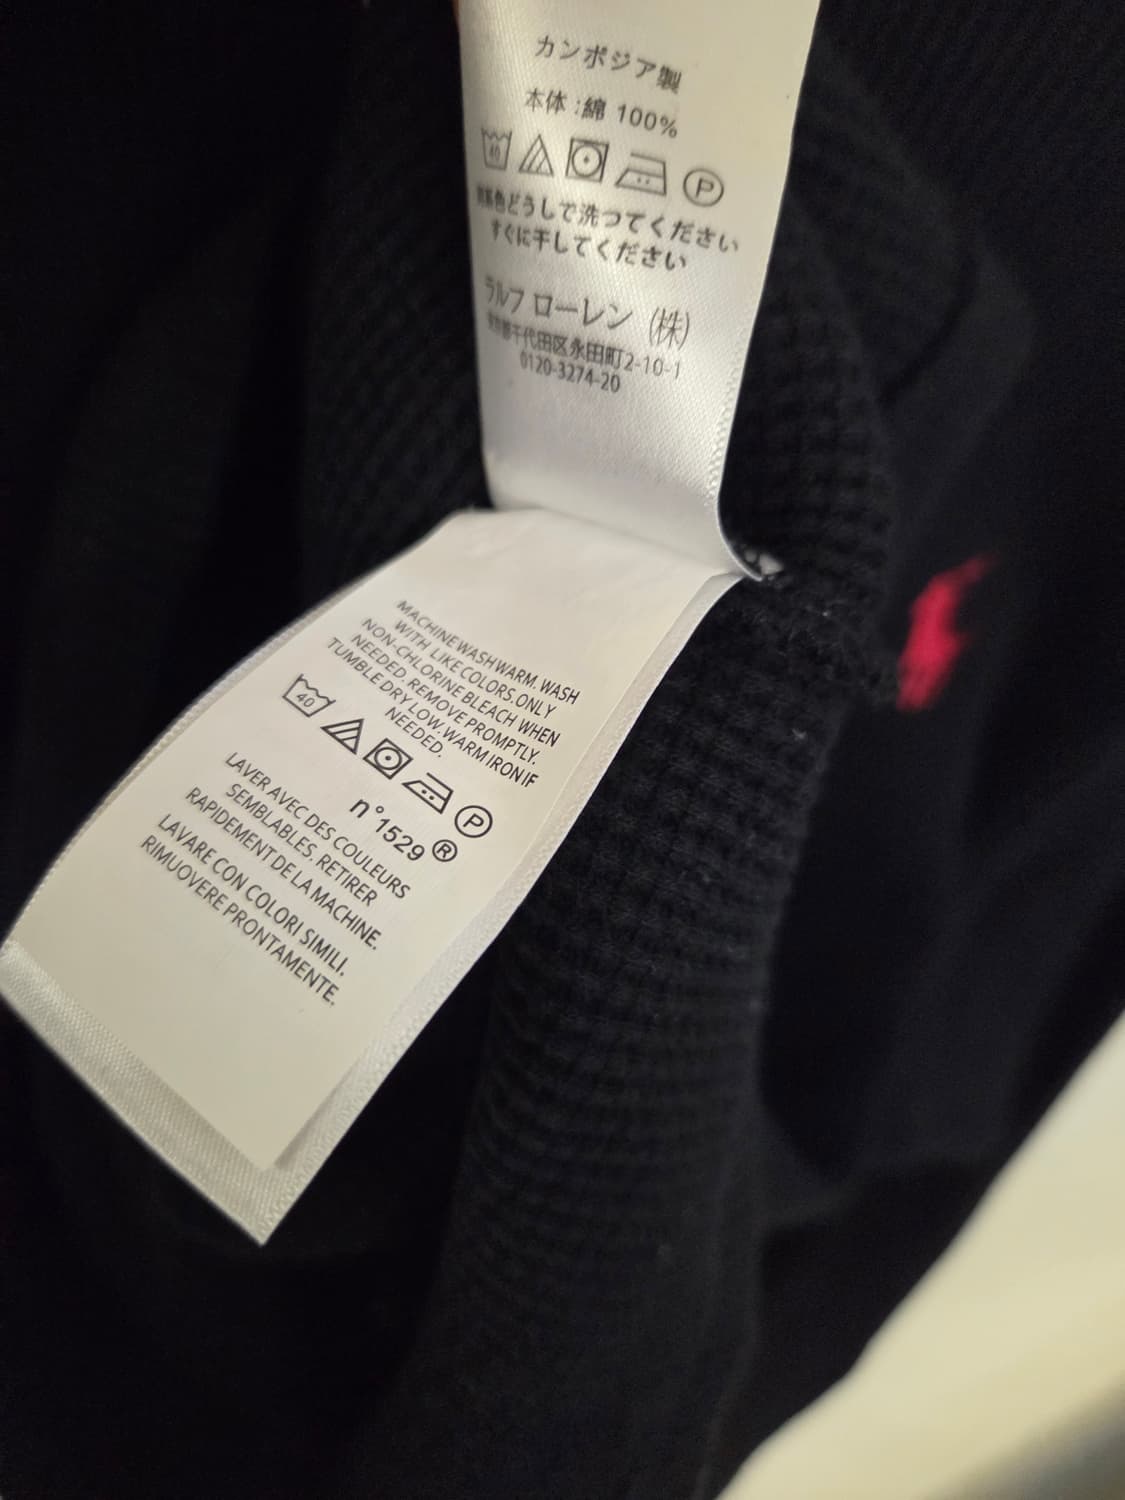 カンボジア製
本体:綿 100%
40 P
同系色どうしで洗つてください
すぐに干してください
ラルフ ローレン (株)
東京都千代田区永田町2-10-1
0120-3274-20
MACHINE WASH WARM. WASH
WITH LIKE COLORS. ONLY
NON-CHLORINE BLEACH WHEN
NEEDED. REMOVE PROMPTLY.
TUMBLE DRY LOW. WARM IRON IF
NEEDED.
40 P
n°1529 ®
LAVER AVEC DES COULEURS
SEMBLABLES. RETIRER
RAPIDEMENT DE LA MACHINE.
LAVARE CON COLORI SIMILI.
RIMUOVERE PRONTAMENTE.